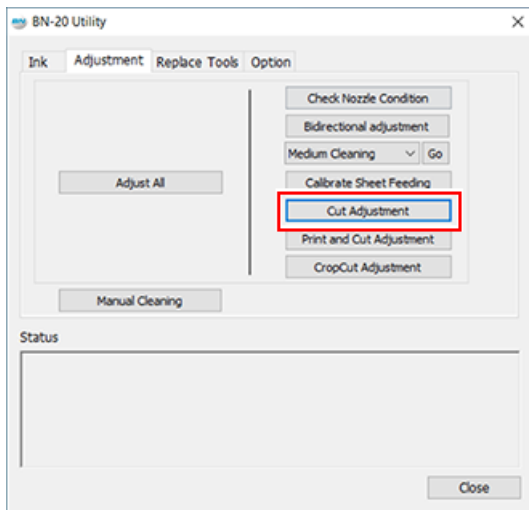 BN-20 Utility
Ink Adjustment Replace Tools Option
Check Nozzle Condition
Bidirectional adjustment
Medium Cleaning Go
Adjust All
Calibrate Sheet Feeding
Cut Adjustment
Print and Cut Adjustment
CropCut Adjustment
Manual Cleaning
Status
Close